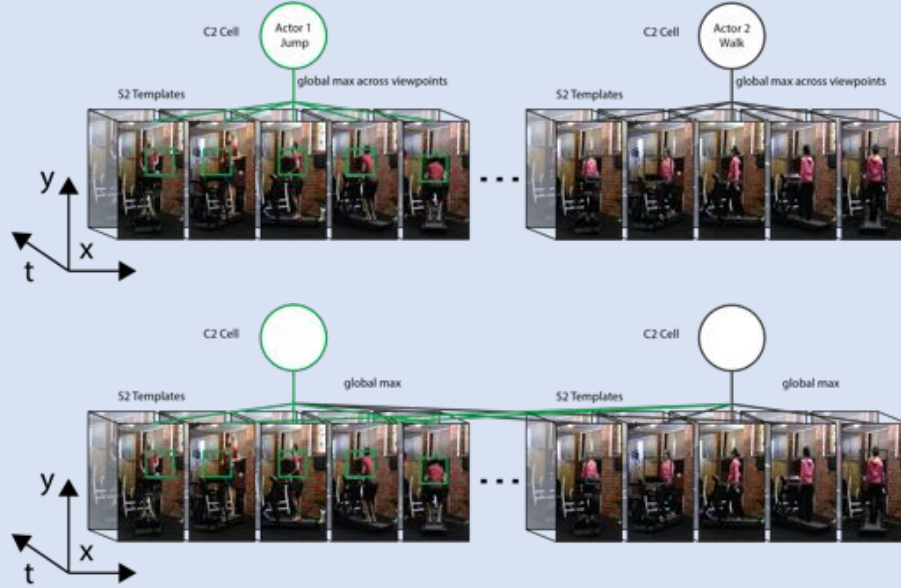 C2 Cell
Actor 1
Jump
C2 Cell
Actor 2
Walk
global max across viewpoints
global max across viewpoints
S2 Templates
S2 Templates
y
...
x
t
C2 Cell
C2 Cell
global max
global max
S2 Templates
S2 Templates
y
...
x
t